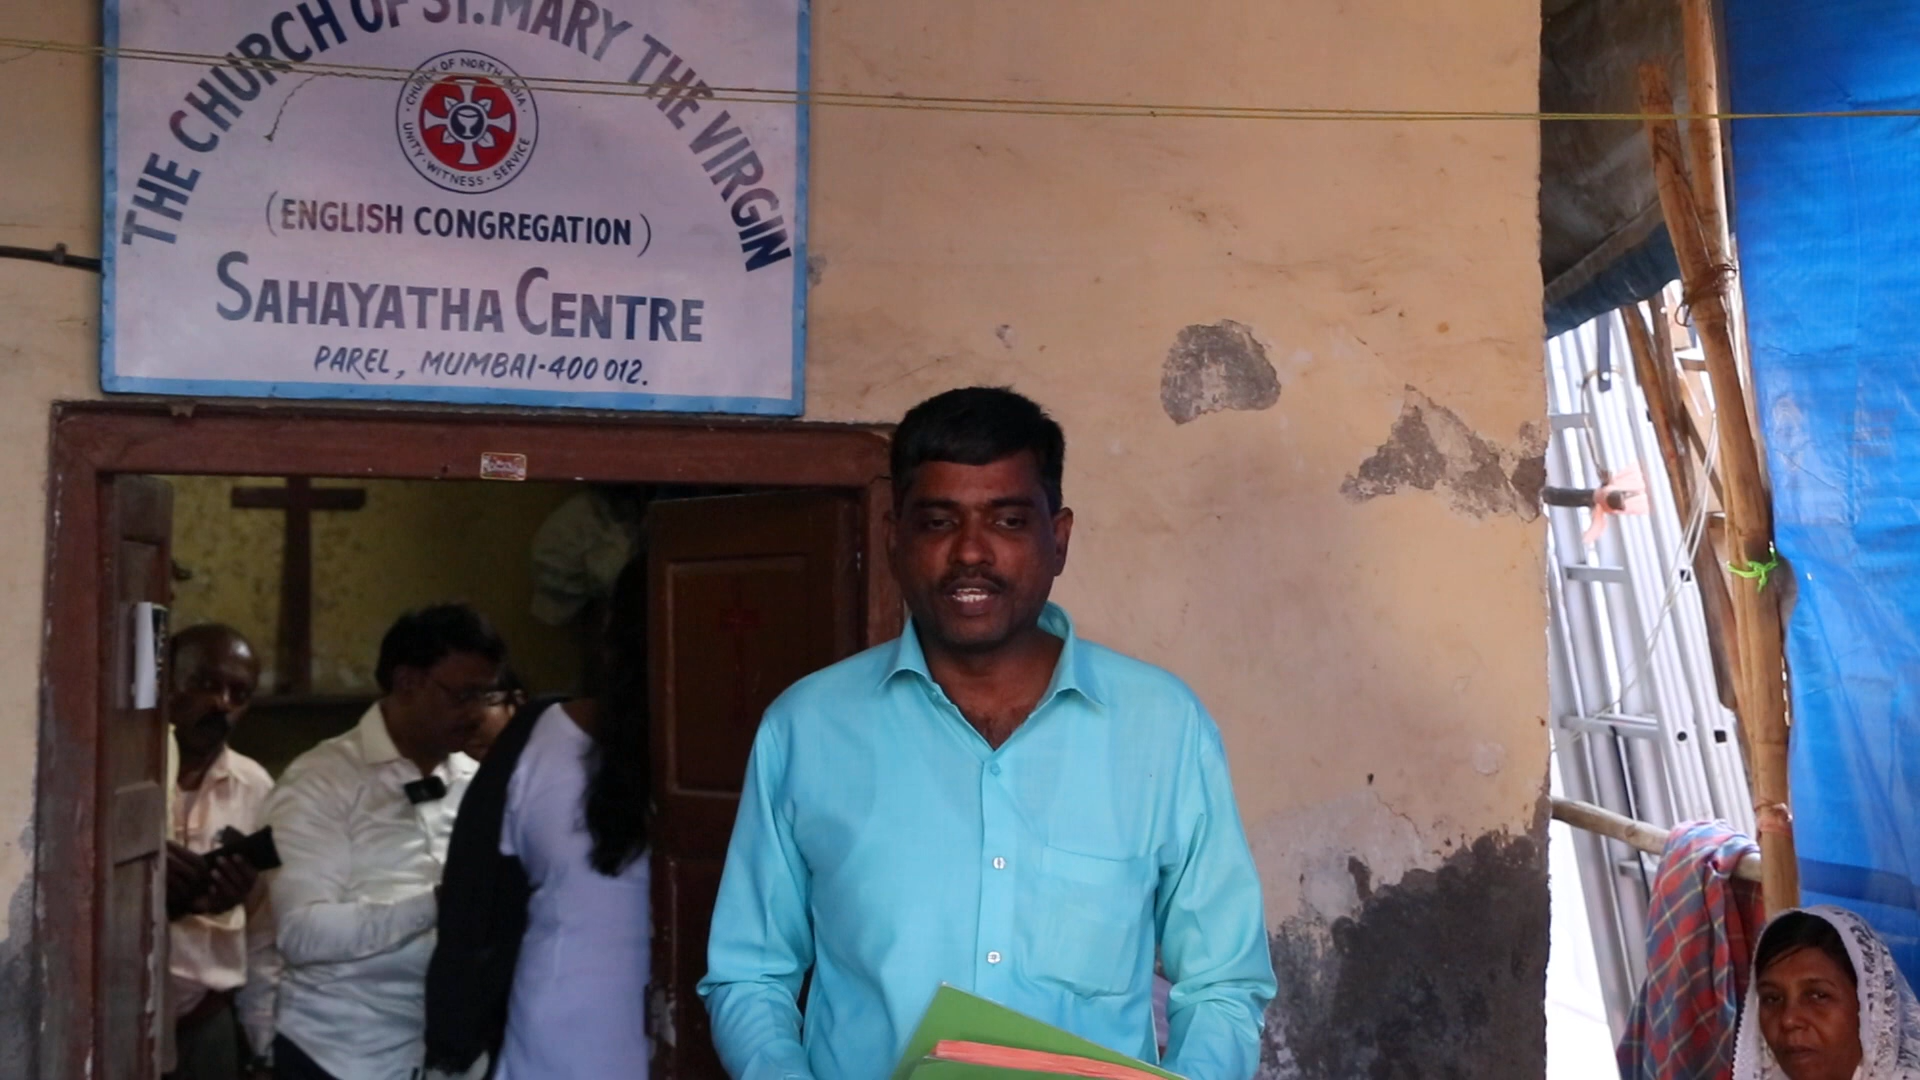 THE CHURCH OF ST. MARY THE VIRGIN
· CHURCH OF NORTH INDIA ·
UNITY · WITNESS · SERVICE
(ENGLISH CONGREGATION)
SAHAYATHA CENTRE
PAREL, MUMBAI-400 012.